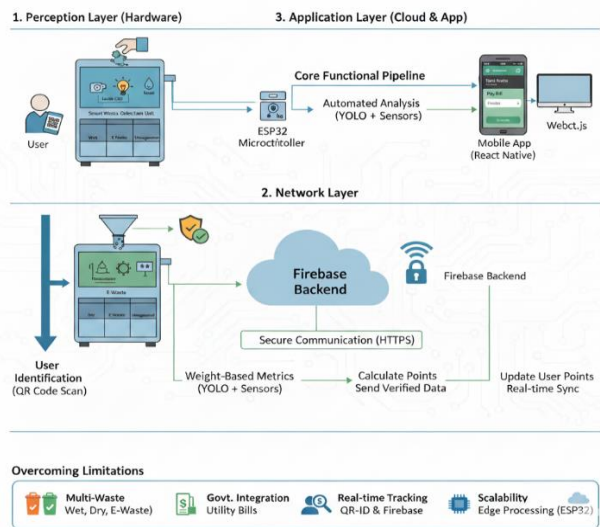 1. Perception Layer (Hardware)
3. Application Layer (Cloud & App)
Core Functional Pipeline
Automated Analysis
(YOLO + Sensors)
User
ESP32
Mobile App
(React Native)
Webct.js
2. Network Layer
Firebase
Backend
Firebase Backend
E-Waste
Secure Communication (HTTPS)
User
Identification
(QR Code Scan)
Weight-Based Metrics
(YOLO + Sensors)
Calculate Points
Send Verified Data
Update User Points
Real-time Sync
Overcoming Limitations
Multi-Waste
Wet, Dry, E-Waste)
Govt. Integration
Utility Bills
Real-time Tracking
QR-ID & Firebase
Scalability
Edge Processing (ESP32)